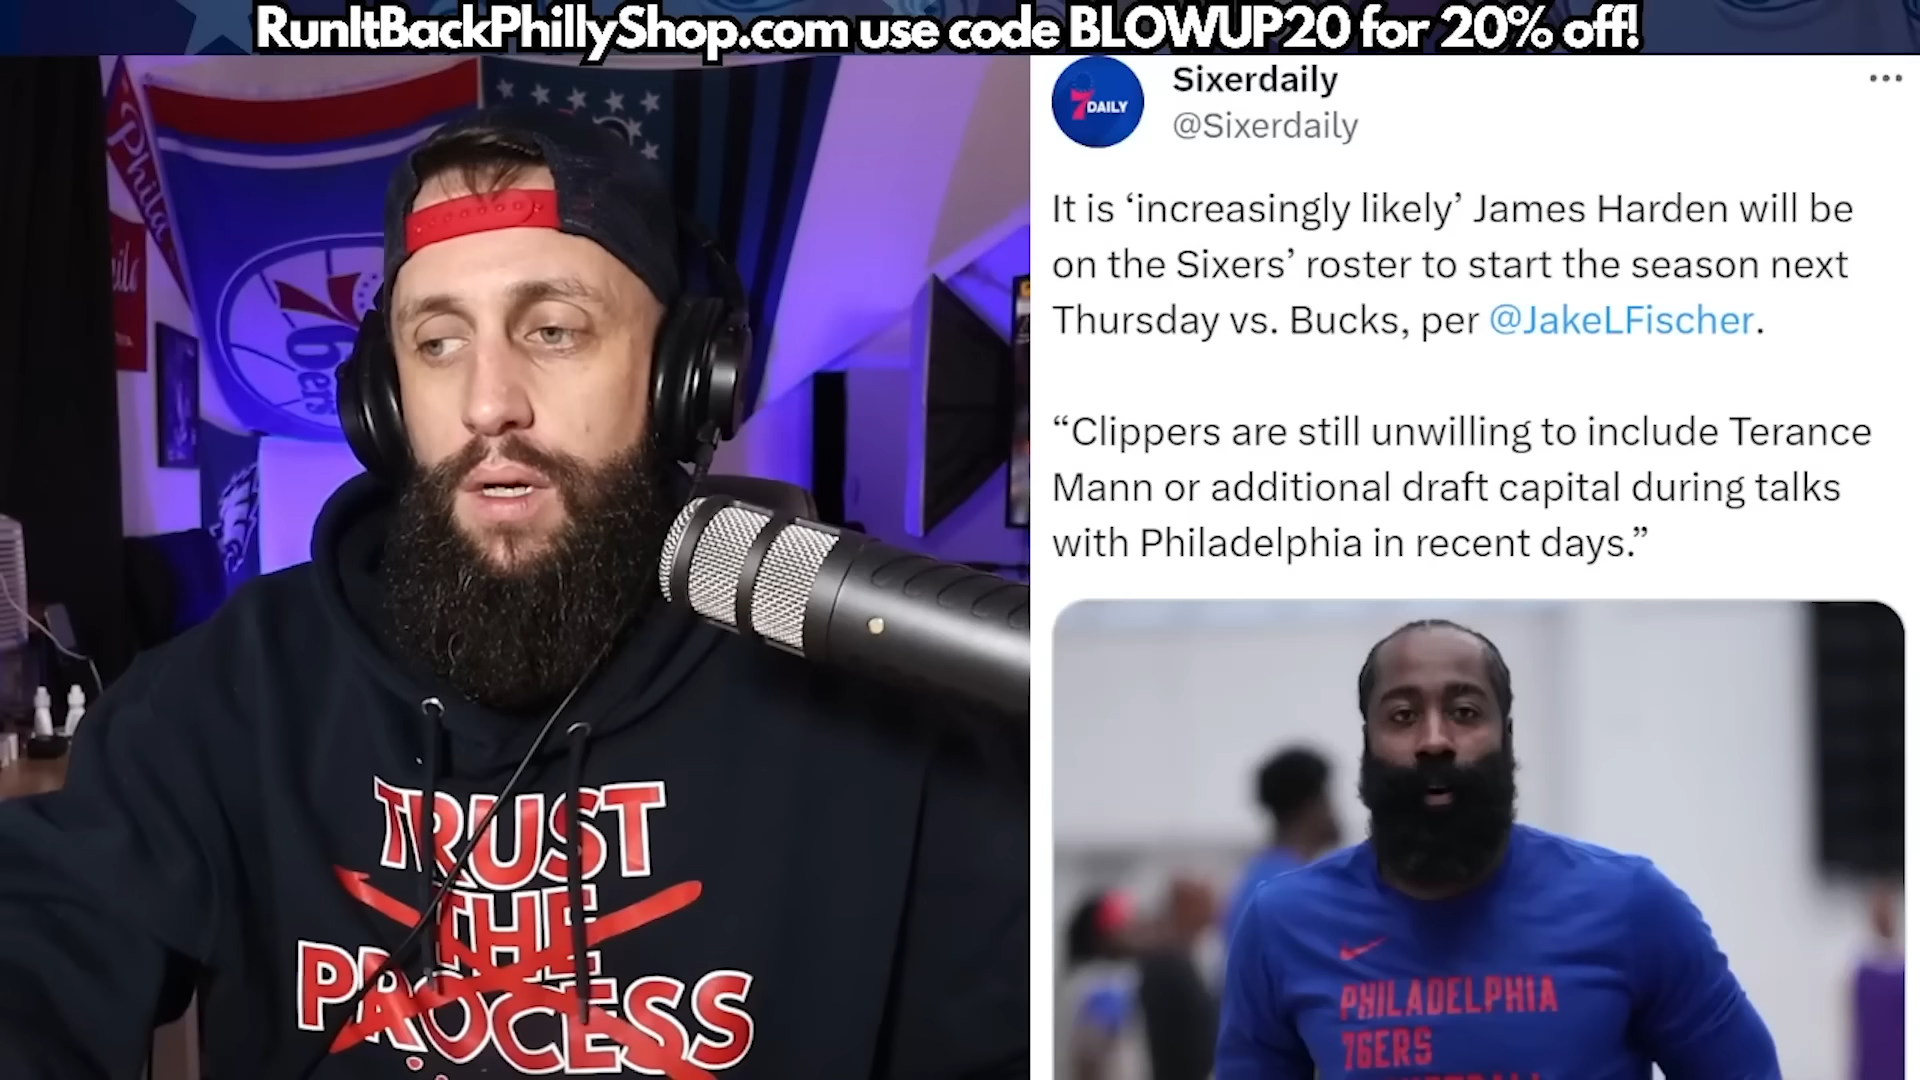 RunItBackPhillyShop.com use code BLOWUP20 for 20% off!
Phila
76ers
TRUST
THE
PROCESS
7 DAILY
Sixerdaily
@Sixerdaily
It is ‘increasingly likely’ James Harden will be
on the Sixers’ roster to start the season next
Thursday vs. Bucks, per @JakeLFischer.
“Clippers are still unwilling to include Terance
Mann or additional draft capital during talks
with Philadelphia in recent days.”
PHILADELPHIA
76ERS